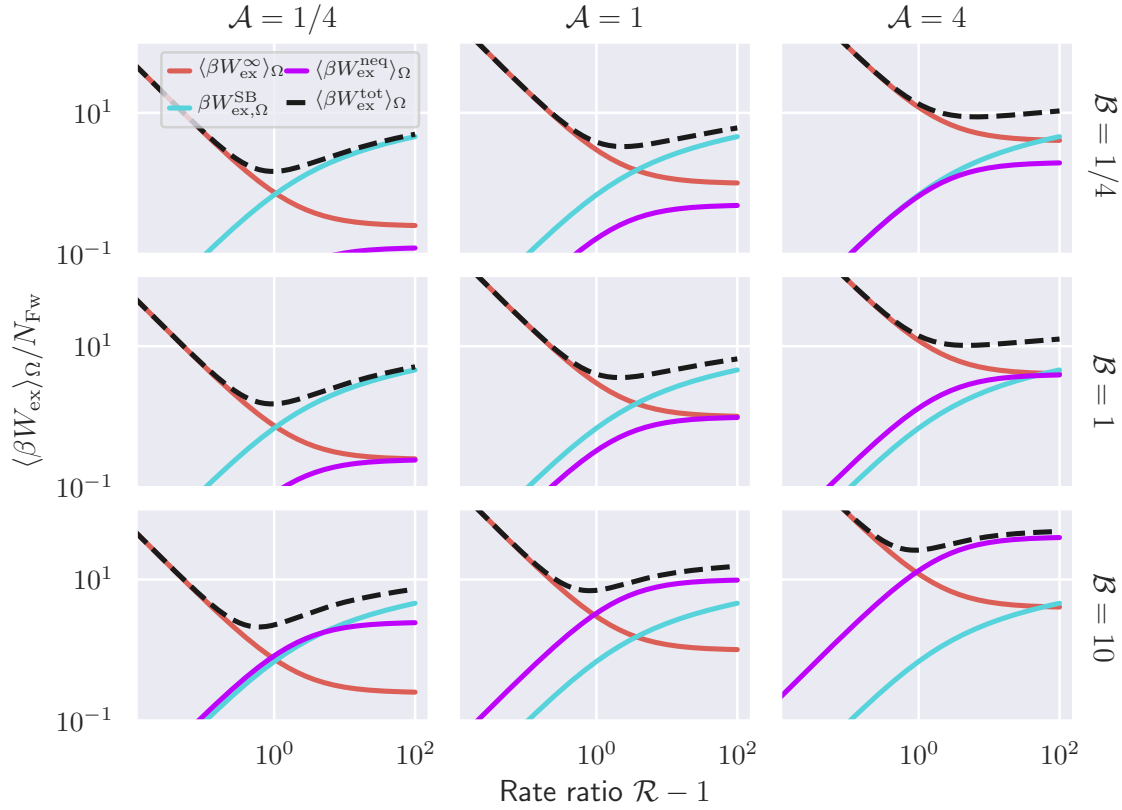 𝒜 = 1/4
𝒜 = 1
𝒜 = 4
⟨βW_ex^∞⟩_Ω
βW_ex,Ω^SB
⟨βW_ex^neq⟩_Ω
⟨βW_ex^tot⟩_Ω
10^1
10^−1
ℬ = 1/4
10^1
10^−1
ℬ = 1
10^1
10^−1
ℬ = 10
⟨βW_ex⟩_Ω/N_Fw
10^0 10^2
10^0 10^2
10^0 10^2
Rate ratio ℛ − 1